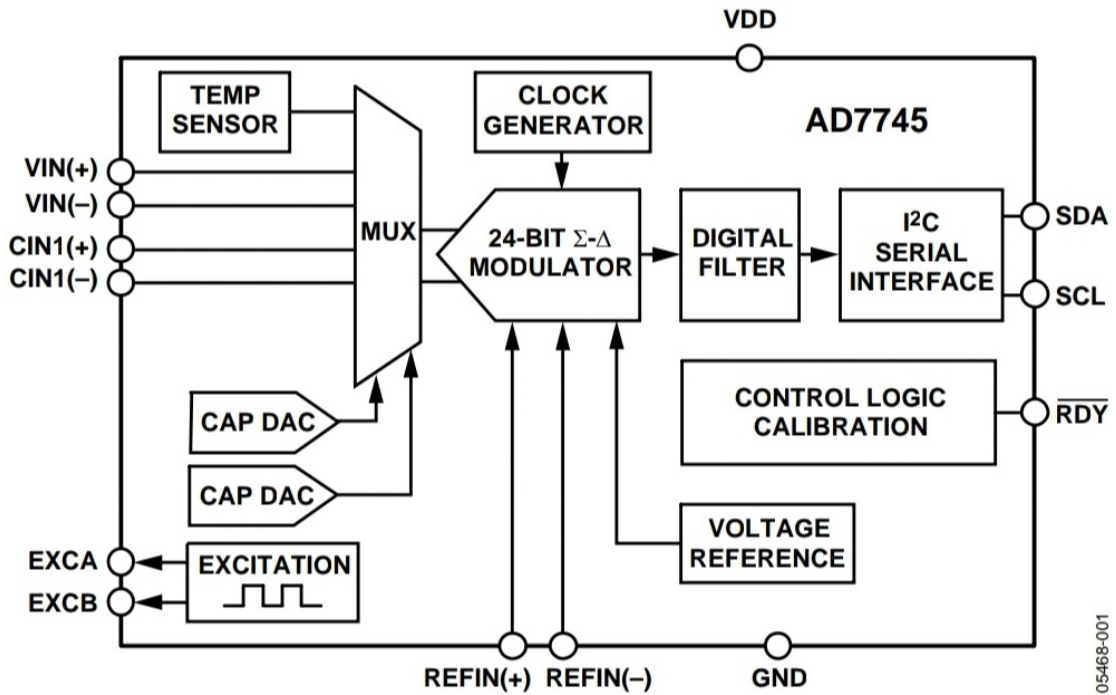 VDD
TEMP
SENSOR
CLOCK
GENERATOR
AD7745
VIN(+)
VIN(–)
CIN1(+)
CIN1(–)
MUX
24-BIT Σ-Δ
MODULATOR
DIGITAL
FILTER
I²C
SERIAL
INTERFACE
SDA
SCL
CAP DAC
CAP DAC
CONTROL LOGIC
CALIBRATION
R̅D̅Y̅
VOLTAGE
REFERENCE
EXCA
EXCB
EXCITATION
REFIN(+)
REFIN(–)
GND
05468-001